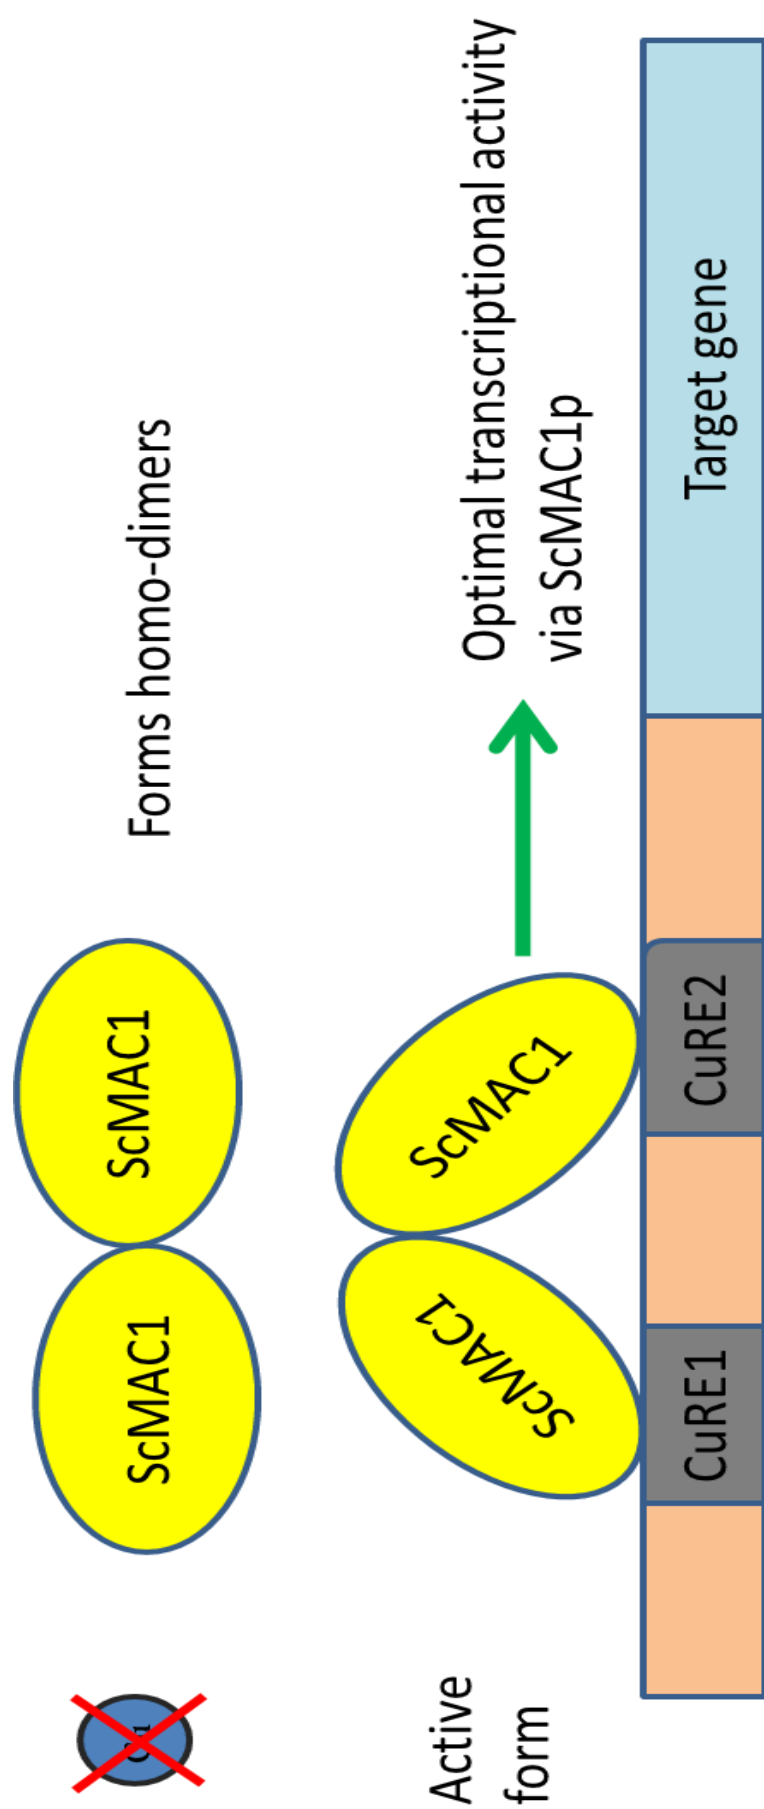 ScMAC1
ScMAC1
Forms homo-dimers
Active
form
ScMAC1
ScMAC1
Optimal transcriptional activity
via ScMAC1p
CuRE1
CuRE2
Target gene